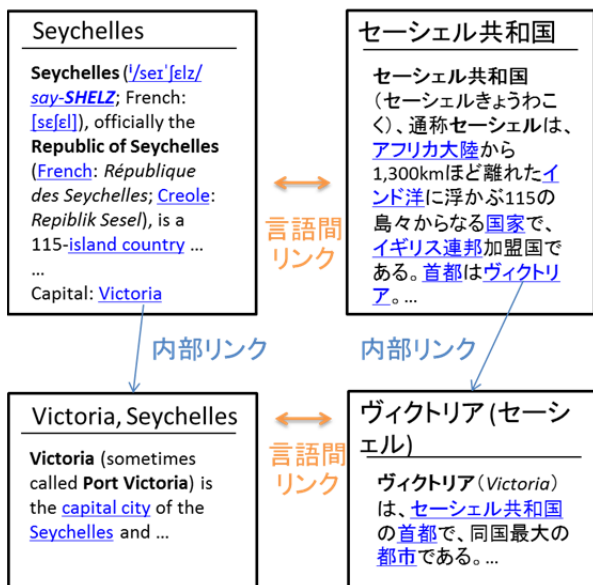 Seychelles
Seychelles (i/seɪˈʃɛlz/
say-SHELZ; French:
[sɛʃɛl]), officially the
Republic of Seychelles
(French: République
des Seychelles; Creole:
Repiblik Sesel), is a
115-island country ...
...
Capital: Victoria
言語間
リンク
セーシェル共和国
セーシェル共和国
（セーシェルきょうわこ
く）、通称セーシェルは、
アフリカ大陸から
1,300kmほど離れたイ
ンド洋に浮かぶ115の
島々からなる国家で、
イギリス連邦加盟国で
ある。首都はヴィクトリ
ア。...
内部リンク
内部リンク
Victoria, Seychelles
Victoria (sometimes
called Port Victoria) is
the capital city of the
Seychelles and ...
言語間
リンク
ヴィクトリア (セーシ
ェル)
ヴィクトリア（Victoria）
は、セーシェル共和国
の首都で、同国最大の
都市である。...